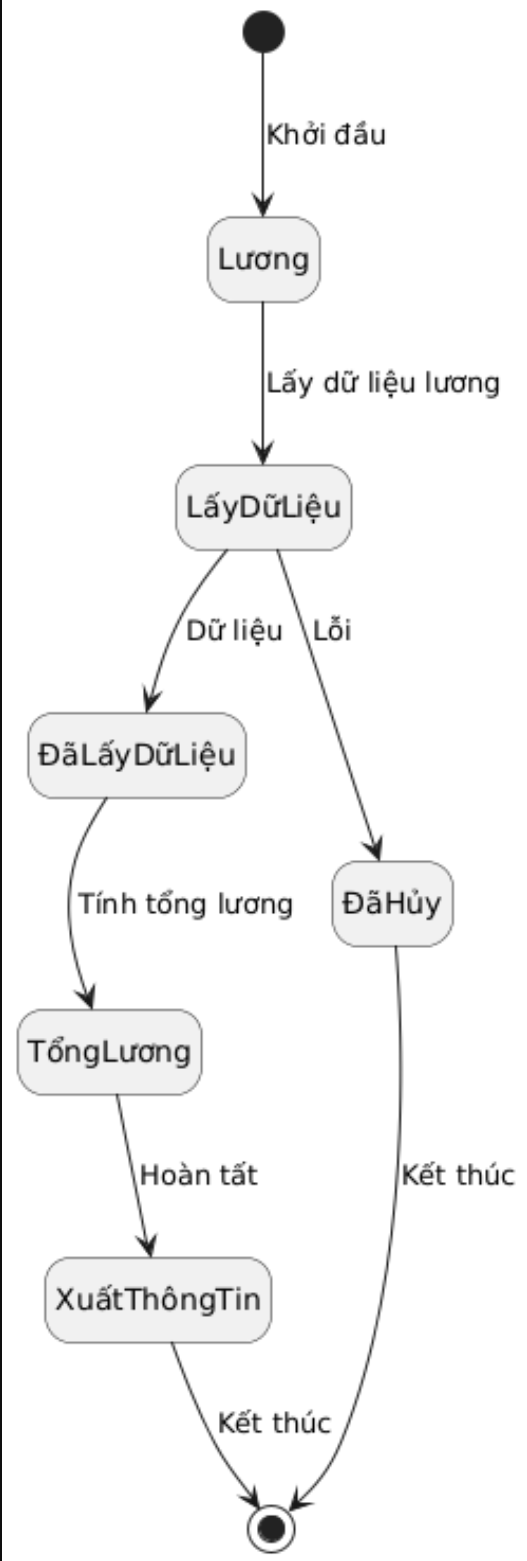 Khởi đầu
Lương
Lấy dữ liệu lương
LấyDữLiệu
Dữ liệu
Lỗi
ĐãLấyDữLiệu
Tính tổng lương
ĐãHủy
TổngLương
Hoàn tất
Kết thúc
XuấtThôngTin
Kết thúc